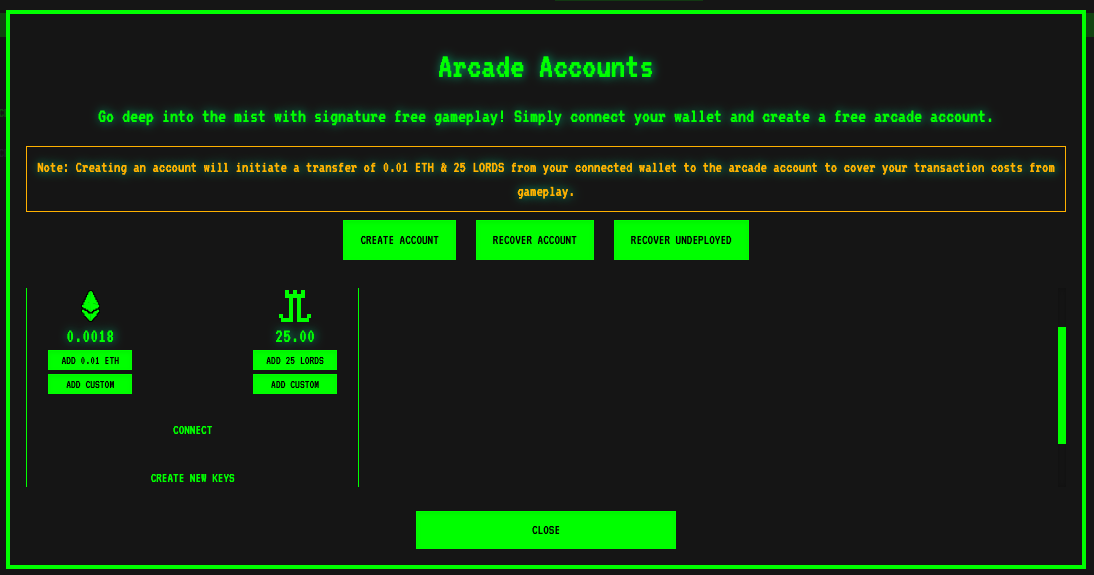 Arcade Accounts
Go deep into the mist with signature free gameplay! Simply connect your wallet and create a free arcade account.
Note: Creating an account will initiate a transfer of 0.01 ETH & 25 LORDS from your connected wallet to the arcade account to cover your transaction costs from
gameplay.
CREATE ACCOUNT RECOVER ACCOUNT RECOVER UNDEPLOYED
0.0018 25.00
ADD 0.01 ETH ADD 25 LORDS
ADD CUSTOM ADD CUSTOM
CONNECT
CREATE NEW KEYS
CLOSE